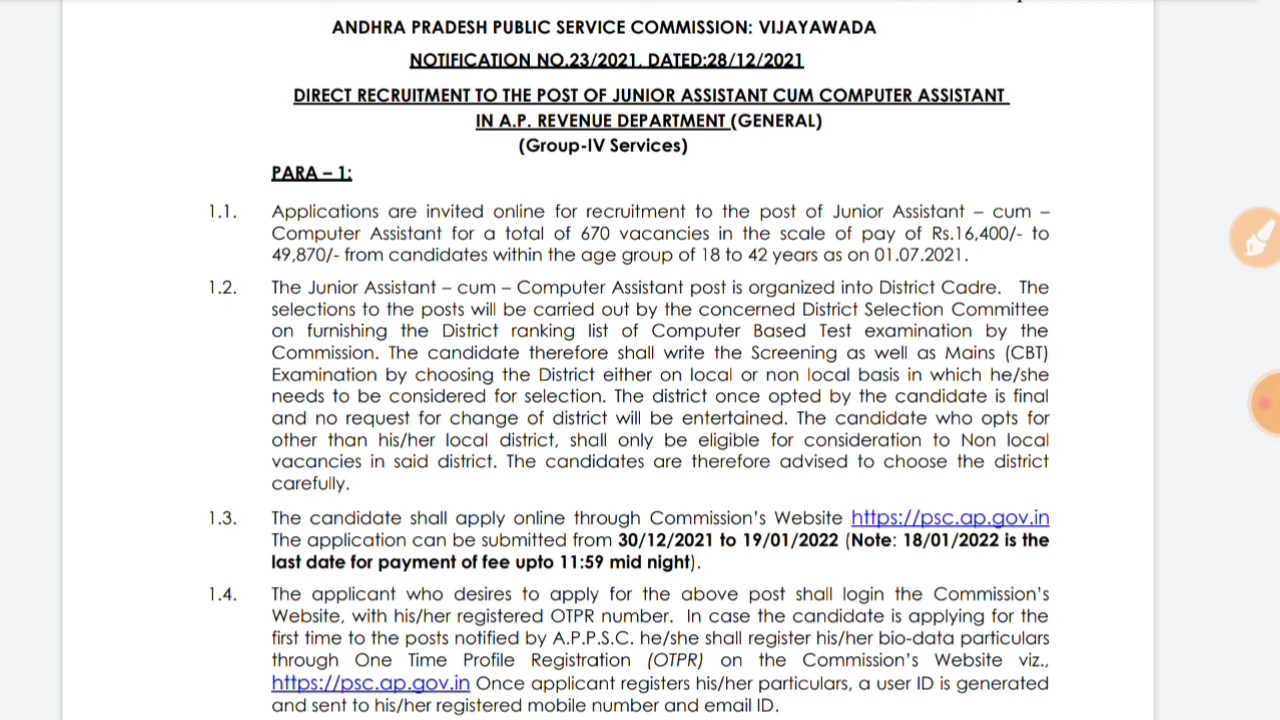 ANDHRA PRADESH PUBLIC SERVICE COMMISSION: VIJAYAWADA
NOTIFICATION NO.23/2021, DATED:28/12/2021
DIRECT RECRUITMENT TO THE POST OF JUNIOR ASSISTANT CUM COMPUTER ASSISTANT
IN A.P. REVENUE DEPARTMENT (GENERAL)
(Group-IV Services)
PARA – 1:
1.1. Applications are invited online for recruitment to the post of Junior Assistant – cum –
Computer Assistant for a total of 670 vacancies in the scale of pay of Rs.16,400/- to
49,870/- from candidates within the age group of 18 to 42 years as on 01.07.2021.
1.2. The Junior Assistant – cum – Computer Assistant post is organized into District Cadre. The
selections to the posts will be carried out by the concerned District Selection Committee
on furnishing the District ranking list of Computer Based Test examination by the
Commission. The candidate therefore shall write the Screening as well as Mains (CBT)
Examination by choosing the District either on local or non local basis in which he/she
needs to be considered for selection. The district once opted by the candidate is final
and no request for change of district will be entertained. The candidate who opts for
other than his/her local district, shall only be eligible for consideration to Non local
vacancies in said district. The candidates are therefore advised to choose the district
carefully.
1.3. The candidate shall apply online through Commission's Website https://psc.ap.gov.in
The application can be submitted from 30/12/2021 to 19/01/2022 (Note: 18/01/2022 is the
last date for payment of fee upto 11:59 mid night).
1.4. The applicant who desires to apply for the above post shall login the Commission's
Website, with his/her registered OTPR number. In case the candidate is applying for the
first time to the posts notified by A.P.P.S.C. he/she shall register his/her bio-data particulars
through One Time Profile Registration (OTPR) on the Commission's Website viz.,
https://psc.ap.gov.in Once applicant registers his/her particulars, a user ID is generated
and sent to his/her registered mobile number and email ID.